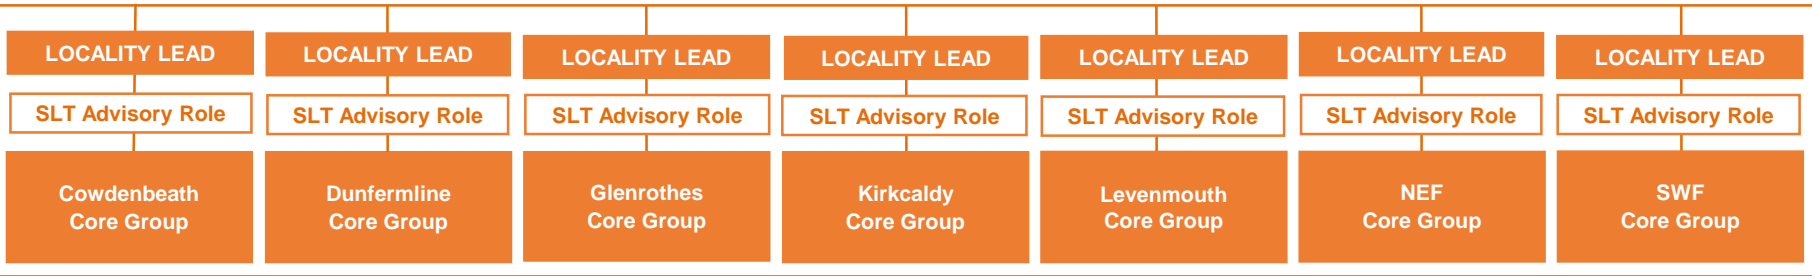 LOCALITY LEAD
SLT Advisory Role
Cowdenbeath
Core Group
LOCALITY LEAD
SLT Advisory Role
Dunfermline
Core Group
LOCALITY LEAD
SLT Advisory Role
Glenrothes
Core Group
LOCALITY LEAD
SLT Advisory Role
Kirkcaldy
Core Group
LOCALITY LEAD
SLT Advisory Role
Levenmouth
Core Group
LOCALITY LEAD
SLT Advisory Role
NEF
Core Group
LOCALITY LEAD
SLT Advisory Role
SWF
Core Group